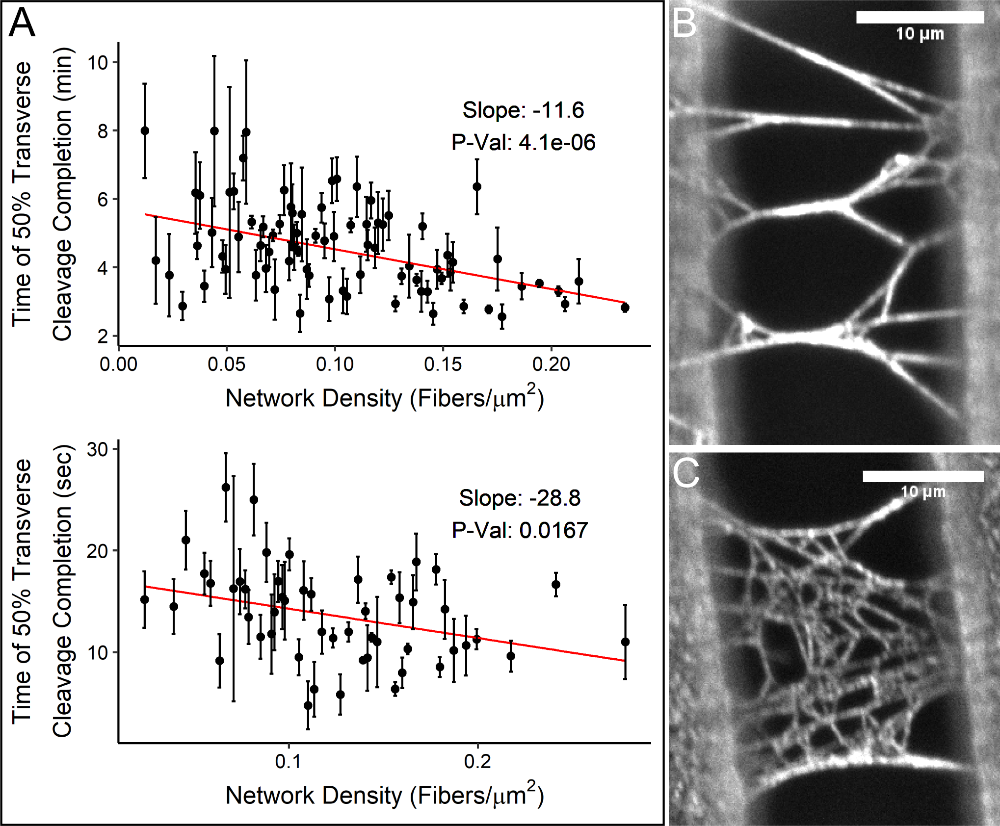 A
Time of 50% Transverse
Cleavage Completion (min)
10
8
6
4
2
Slope: -11.6
P-Val: 4.1e-06
0.00 0.05 0.10 0.15 0.20
Network Density (Fibers/μm²)
Time of 50% Transverse
Cleavage Completion (sec)
30
20
10
Slope: -28.8
P-Val: 0.0167
0.1 0.2
Network Density (Fibers/μm²)
B
10 μm
C
10 μm